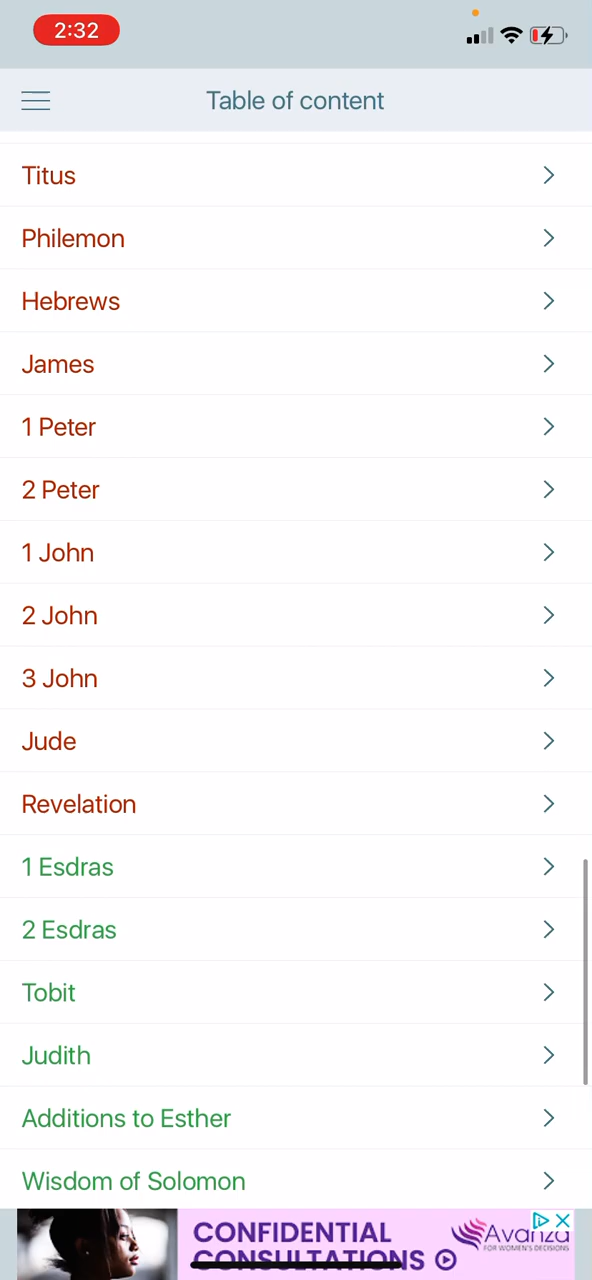 2:32
Table of content
Titus
Philemon
Hebrews
James
1 Peter
2 Peter
1 John
2 John
3 John
Jude
Revelation
1 Esdras
2 Esdras
Tobit
Judith
Additions to Esther
Wisdom of Solomon
CONFIDENTIAL
CONSULTATIONS
Avanza
FOR WOMEN'S DECISIONS